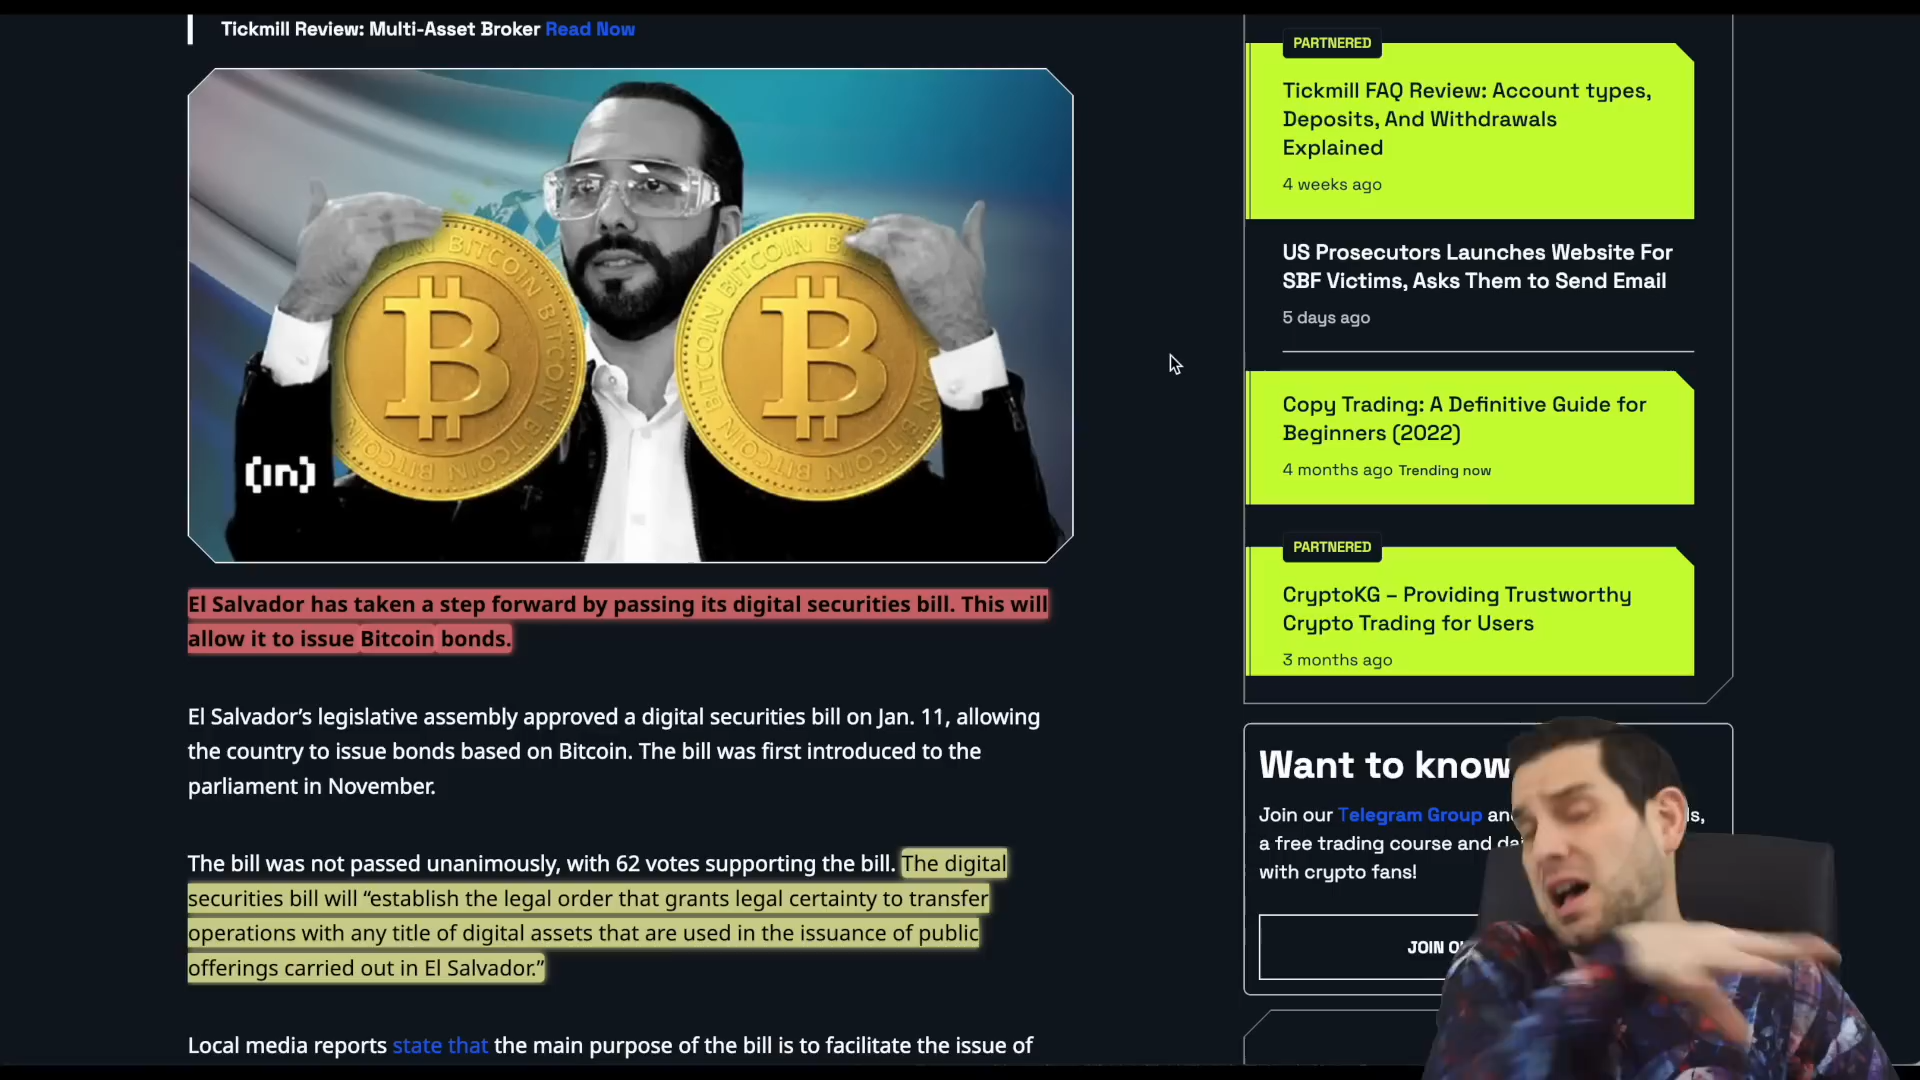 Tickmill Review: Multi-Asset Broker Read Now
BITCOIN
BITCOIN
(in)
El Salvador has taken a step forward by passing its digital securities bill. This will
allow it to issue Bitcoin bonds.
El Salvador’s legislative assembly approved a digital securities bill on Jan. 11, allowing
the country to issue bonds based on Bitcoin. The bill was first introduced to the
parliament in November.
The bill was not passed unanimously, with 62 votes supporting the bill. The digital
securities bill will “establish the legal order that grants legal certainty to transfer
operations with any title of digital assets that are used in the issuance of public
offerings carried out in El Salvador.”
Local media reports state that the main purpose of the bill is to facilitate the issue of
PARTNERED
Tickmill FAQ Review: Account types,
Deposits, And Withdrawals
Explained
4 weeks ago
US Prosecutors Launches Website For
SBF Victims, Asks Them to Send Email
5 days ago
Copy Trading: A Definitive Guide for
Beginners (2022)
4 months ago Trending now
PARTNERED
CryptoKG – Providing Trustworthy
Crypto Trading for Users
3 months ago
Want to know
Join our Telegram Group
a free trading course and
with crypto fans!
JOIN